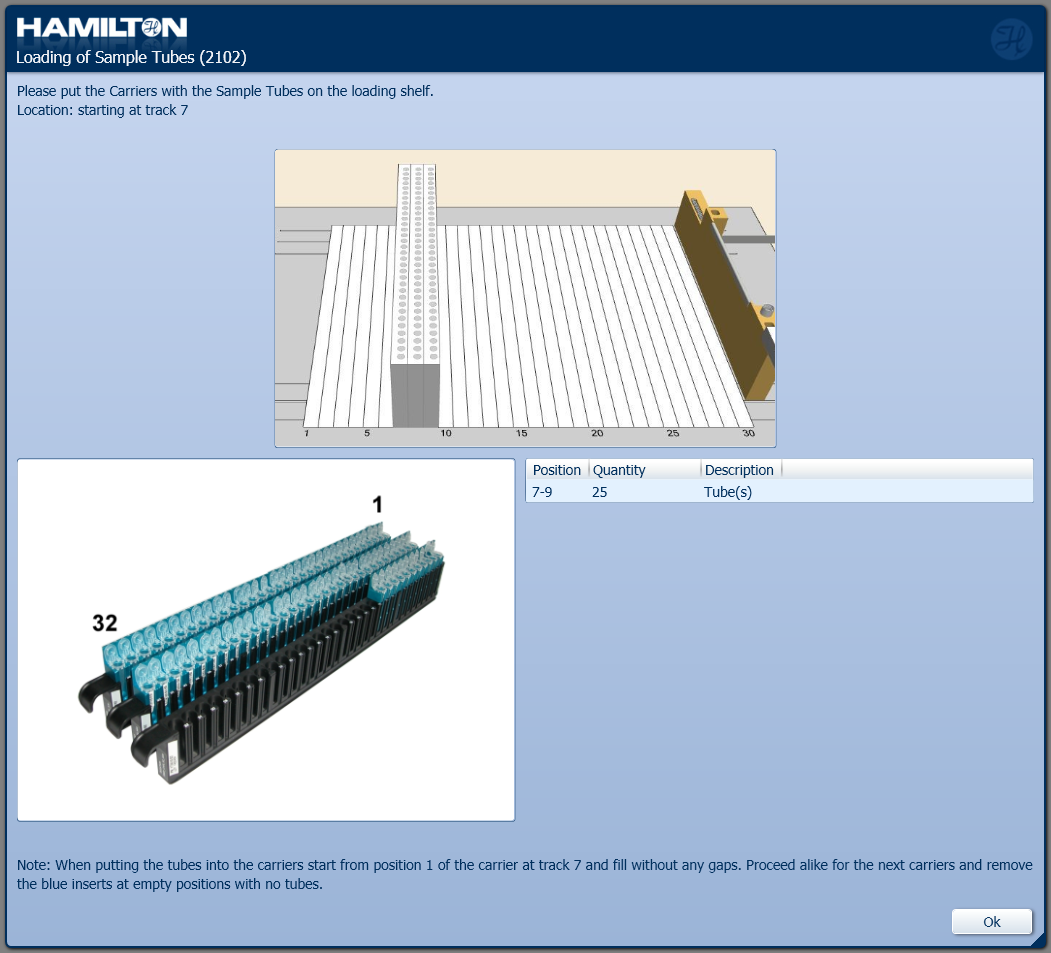 HAMILTON
Loading of Sample Tubes (2102)
Please put the Carriers with the Sample Tubes on the loading shelf.
Location: starting at track 7
1 5 10 15 20 25 30
1
32
Position Quantity Description
7-9 25 Tube(s)
Note: When putting the tubes into the carriers start from position 1 of the carrier at track 7 and fill without any gaps. Proceed alike for the next carriers and remove
the blue inserts at empty positions with no tubes.
Ok